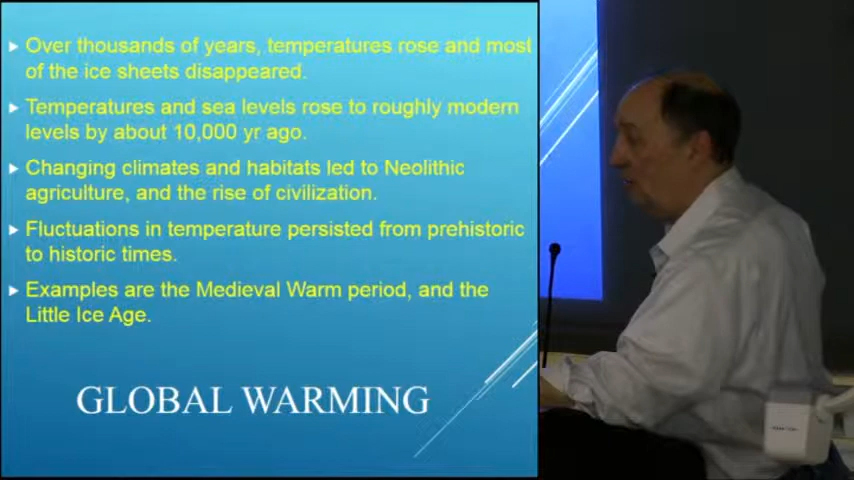 Over thousands of years, temperatures rose and most
of the ice sheets disappeared.
Temperatures and sea levels rose to roughly modern
levels by about 10,000 yr ago.
Changing climates and habitats led to Neolithic
agriculture, and the rise of civilization.
Fluctuations in temperature persisted from prehistoric
to historic times.
Examples are the Medieval Warm period, and the
Little Ice Age.
GLOBAL WARMING